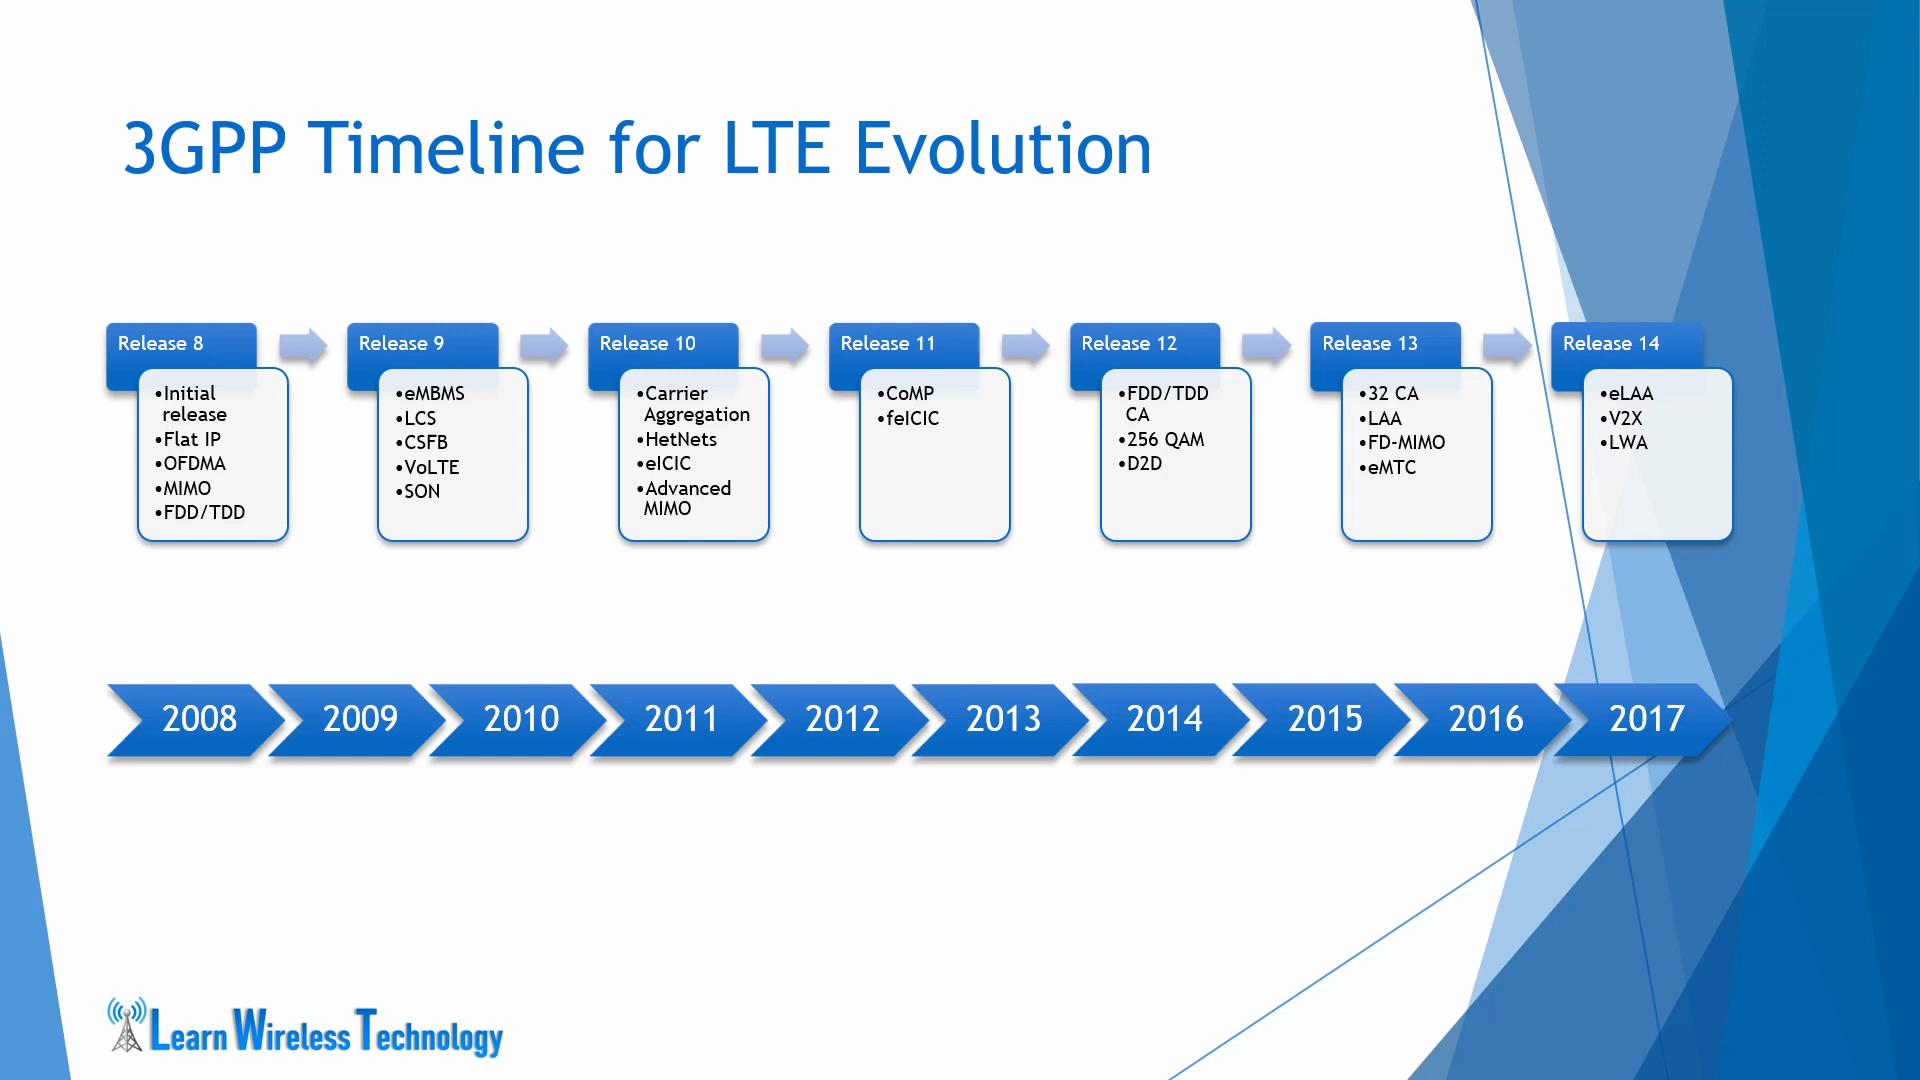 3GPP Timeline for LTE Evolution
Release 8
•Initial
release
•Flat IP
•OFDMA
•MIMO
•FDD/TDD
Release 9
•eMBMS
•LCS
•CSFB
•VoLTE
•SON
Release 10
•Carrier
Aggregation
•HetNets
•eICIC
•Advanced
MIMO
Release 11
•CoMP
•feICIC
Release 12
•FDD/TDD
CA
•256 QAM
•D2D
Release 13
•32 CA
•LAA
•FD-MIMO
•eMTC
Release 14
•eLAA
•V2X
•LWA
2008
2009
2010
2011
2012
2013
2014
2015
2016
2017
Learn Wireless Technology